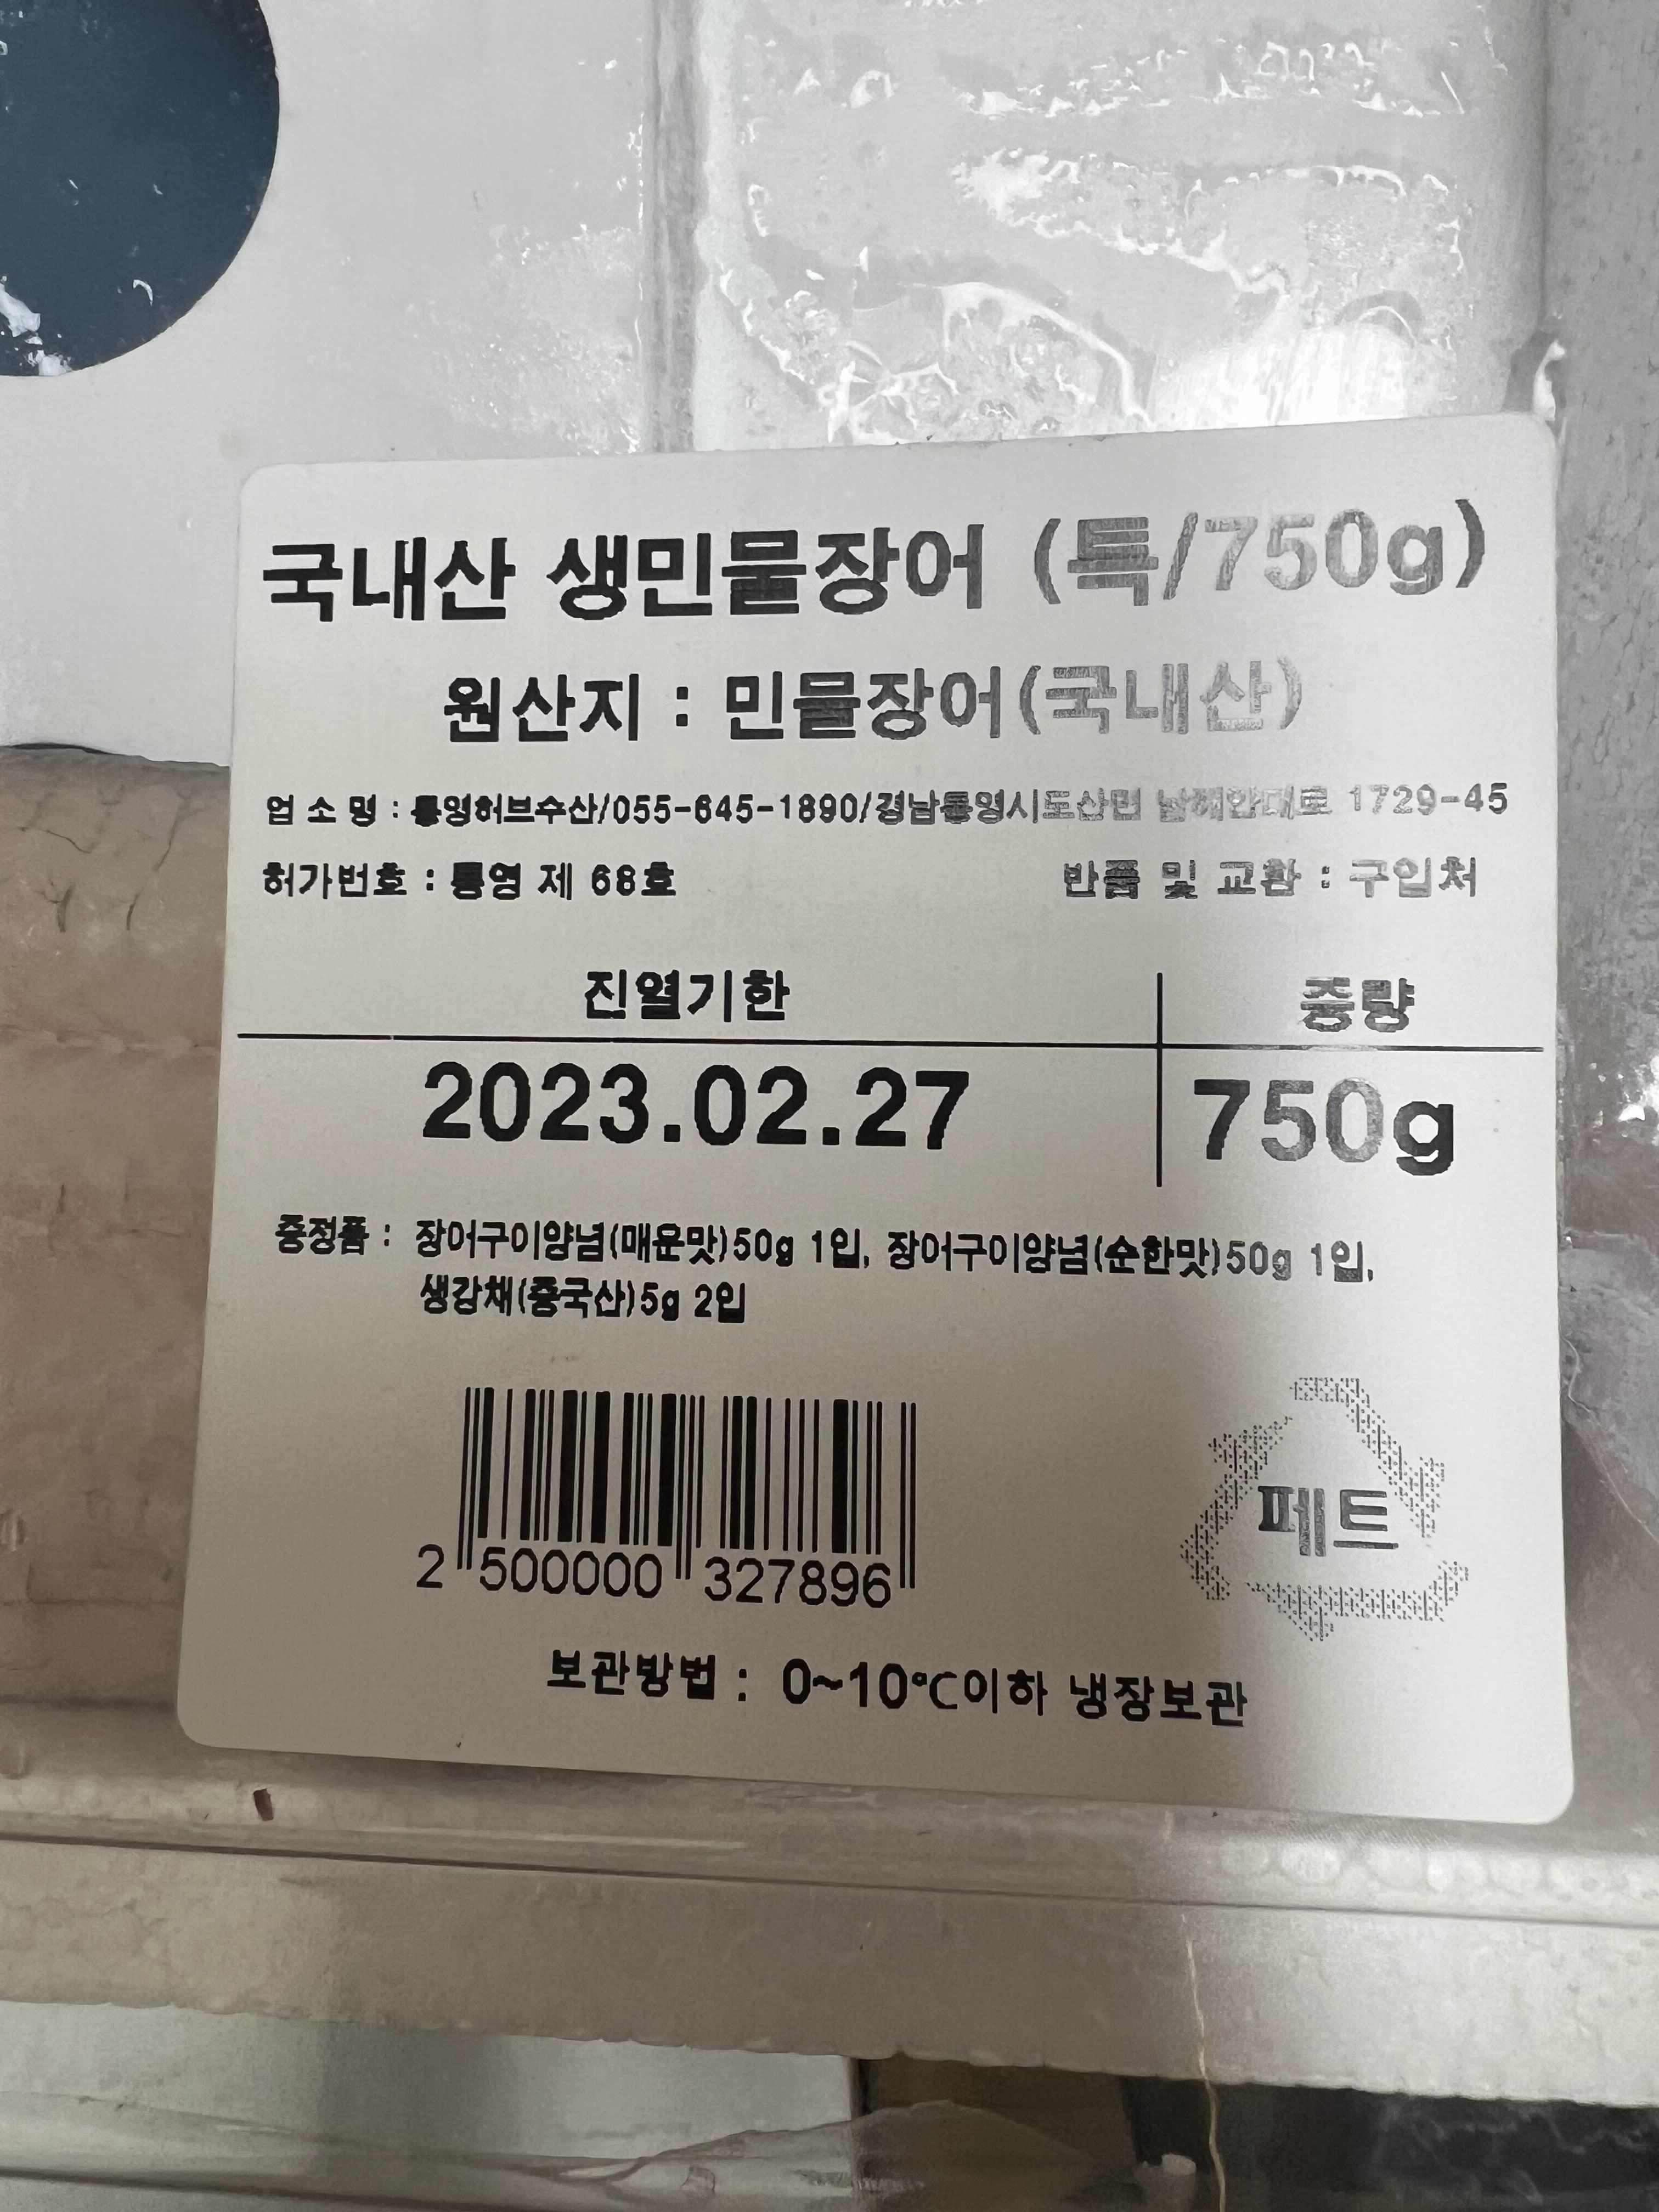 국내산 생민물장어 (특/750g)
원산지 : 민물장어(국내산)
업 소 명 : 통영허브수산/055-645-1890/경남통영시도산면 남해안대로 1729-45
허가번호 : 통영 제 68호 반품 및 교환 : 구입처
진열기한 중량
2023.02.27 750g
증정품 : 장어구이양념(매운맛)50g 1입, 장어구이양념(순한맛)50g 1입,
생강채(중국산)5g 2입
페트
2 500000 327896
보관방법 : 0~10℃이하 냉장보관